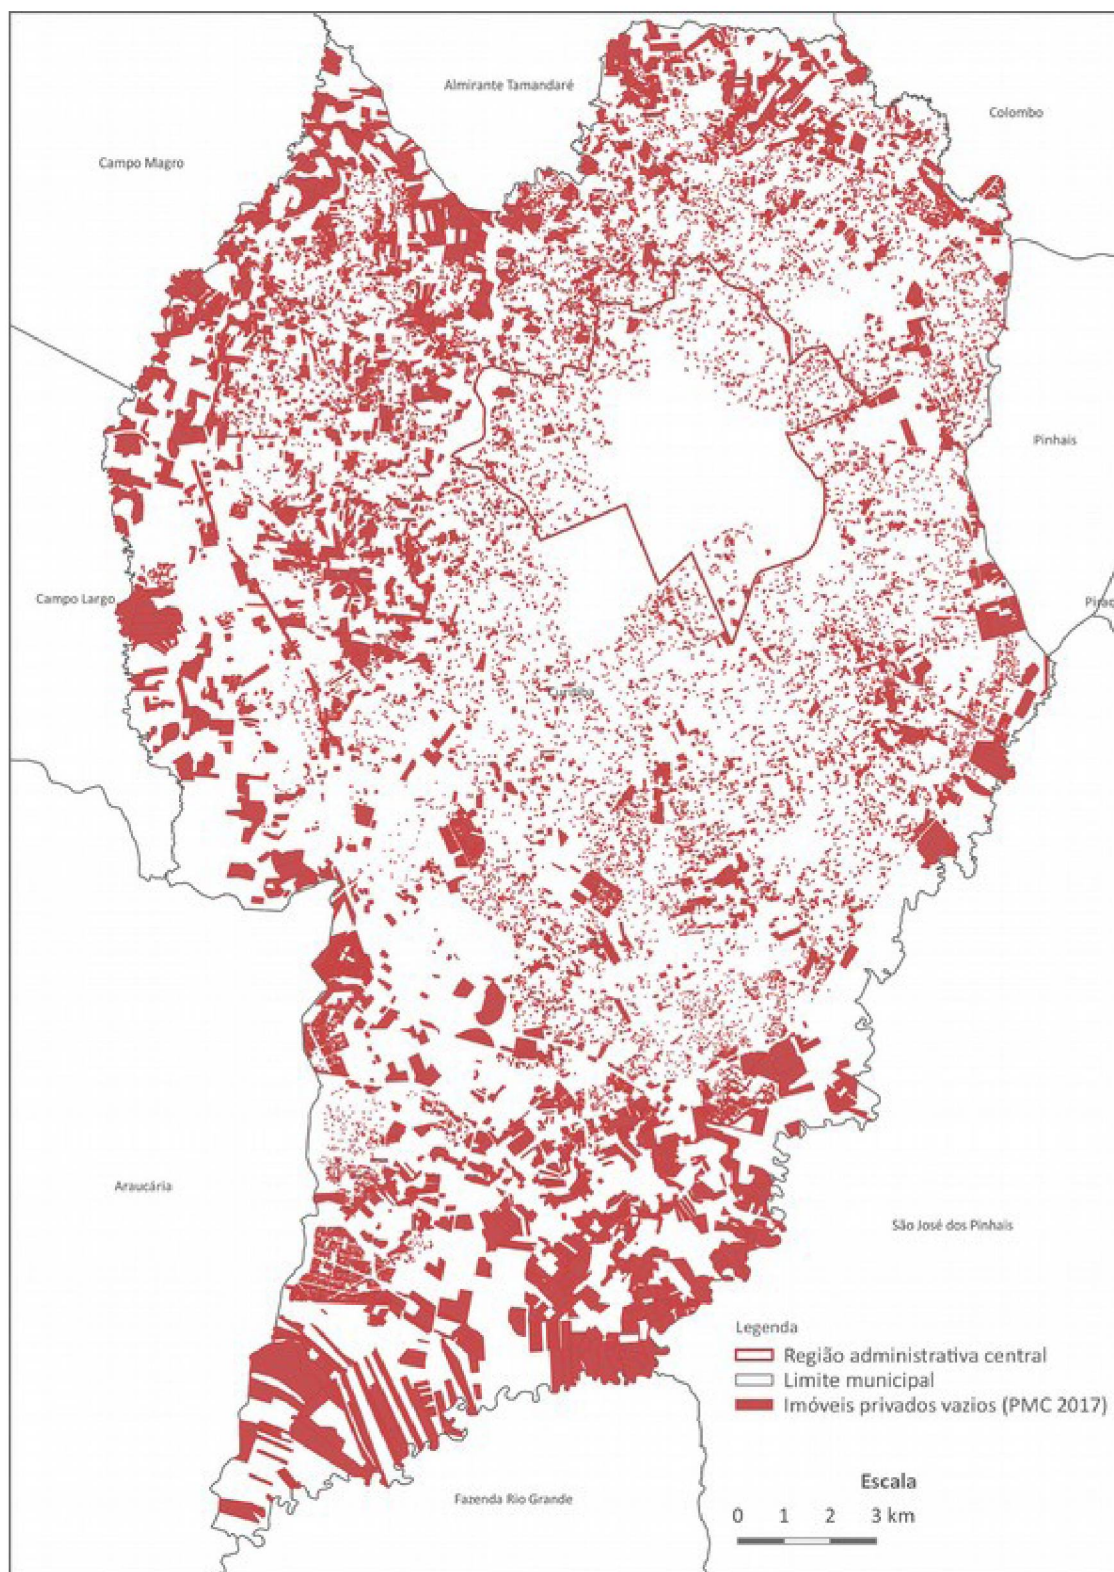 Almirante Tamandaré
Colombo
Campo Magro
Pinhais
Campo Largo
Curitiba
Araucária
São José dos Pinhais
Legenda
Região administrativa central
Limite municipal
Imóveis privados vazios (PMC 2017)
Escala
0 1 2 3 km
Fazenda Rio Grande